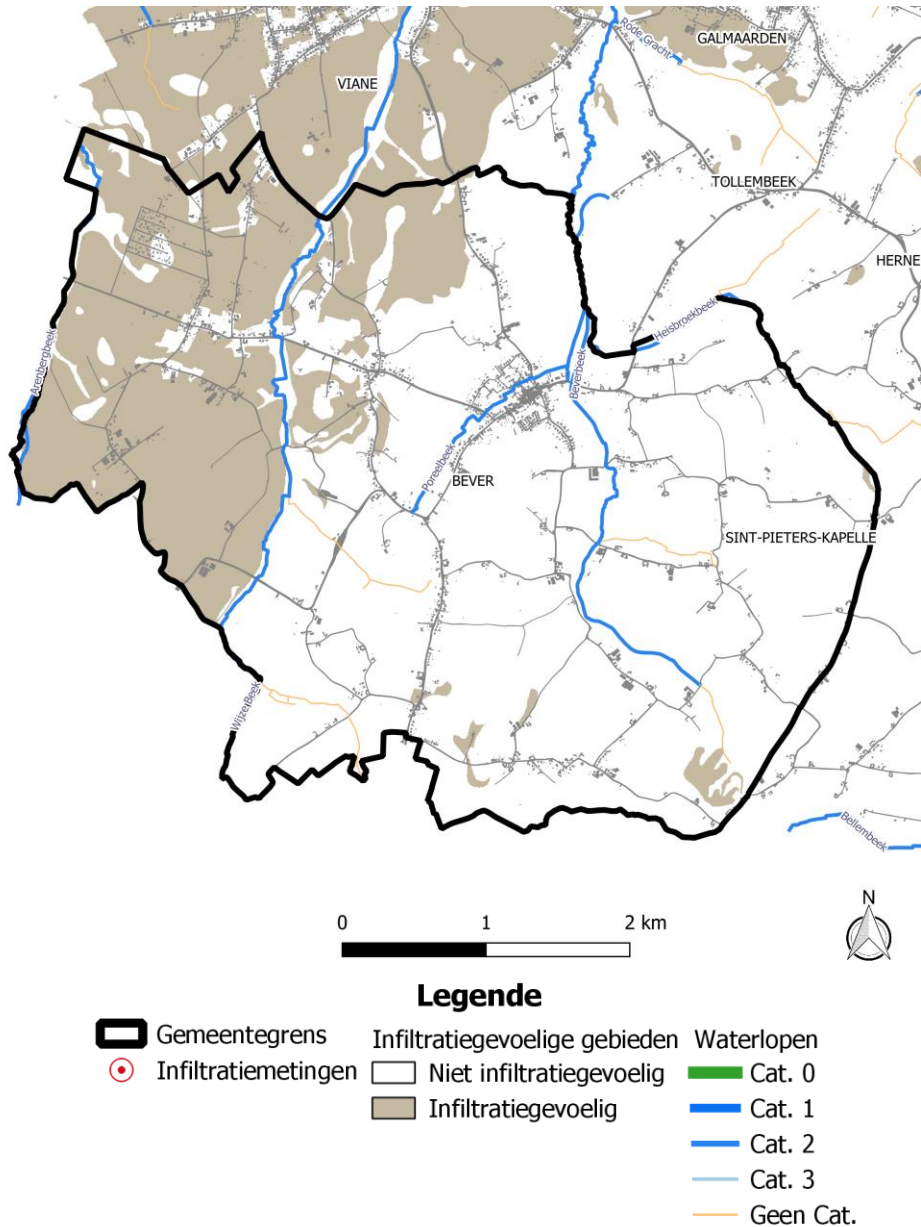 GALMAARDEN
Rode Gracht
VIANE
TOLLEMBEEK
HERNE
Heisbroekbeek
Arenbergbeek
Beverbeek
Poreelbeek
BEVER
SINT-PIETERS-KAPELLE
Wijze Beek
Bellembeek
0 1 2 km
N
Legende
Gemeentegrens
Infiltratiemetingen
Infiltratiegevoelige gebieden
Niet infiltratiegevoelig
Infiltratiegevoelig
Waterlopen
Cat. 0
Cat. 1
Cat. 2
Cat. 3
Geen Cat.